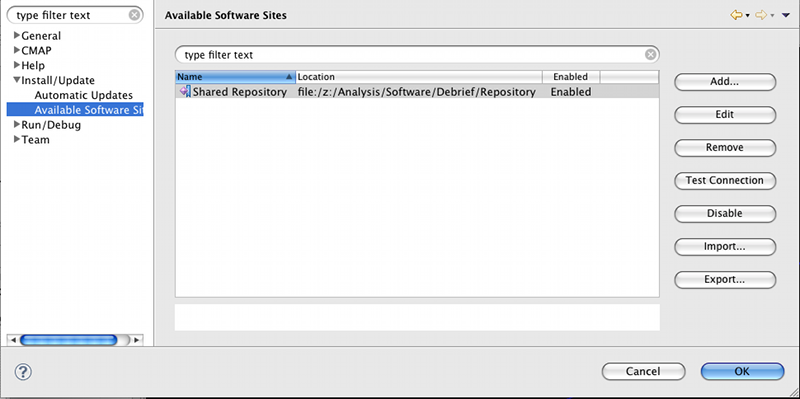 type filter text
General
CMAP
Help
Install/Update
Automatic Updates
Available Software Sit
Run/Debug
Team
Available Software Sites
type filter text
Name Location Enabled
Shared Repository file:/z:/Analysis/Software/Debrief/Repository Enabled
Add...
Edit
Remove
Test Connection
Disable
Import...
Export...
?
Cancel OK